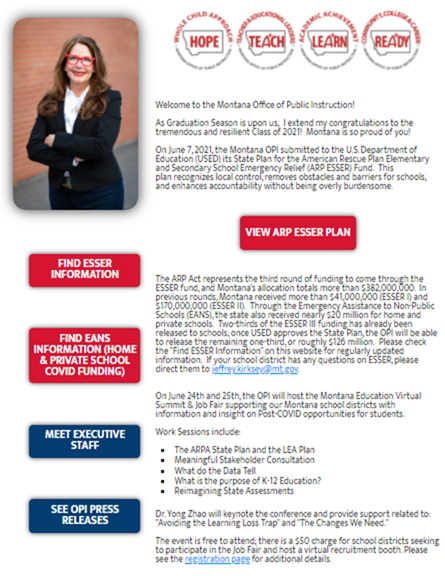 WHOLE CHILD APPROACH
HOPE
TEACHER & EDUCATIONAL LEADERS
TEACH
ACADEMIC ACHIEVEMENT
LEARN
COMMUNITY, COLLEGE & CAREER
READY
Welcome to the Montana Office of Public Instruction!
As Graduation Season is upon us,  I extend my congratulations to the
tremendous and resilient Class of 2021!  Montana is so proud of you!
On June 7, 2021, the Montana OPI submitted to the U.S. Department of
Education (USED) its State Plan for the American Rescue Plan Elementary
and Secondary School Emergency Relief (ARP ESSER) Fund.  This
plan recognizes local control, removes obstacles and barriers for schools,
and enhances accountability without being overly burdensome.
VIEW ARP ESSER PLAN
FIND ESSER
INFORMATION
FIND EANS
INFORMATION (HOME
& PRIVATE SCHOOL
COVID FUNDING)
MEET EXECUTIVE
STAFF
SEE OPI PRESS
RELEASES
The ARP Act represents the third round of funding to come through the
ESSER fund, and Montana's allocation totals more than $382,000,000. In
previous rounds, Montana received more than $41,000,000 (ESSER I) and
$170,000,000 (ESSER II).  Through the Emergency Assistance to Non-Public
Schools (EANS), the state also received nearly $20 million for home and
private schools.  Two-thirds of the ESSER III funding has already been
released to schools; once USED approves the State Plan, the OPI will be able
to release the remaining one-third, or roughly $126 million.  Please check
the "Find ESSER Information" on this website for regularly updated
information.  If your school district has any questions on ESSER, please
direct them to jeffrey.kirksey@mt.gov.
On June 24th and 25th, the OPI will host the Montana Education Virtual
Summit & Job Fair supporting our Montana school districts with
information and insight on Post-COVID opportunities for students.
Work Sessions include:
• The ARPA State Plan and the LEA Plan
• Meaningful Stakeholder Consultation
• What do the Data Tell
• What is the purpose of K-12 Education?
• Reimagining State Assessments
Dr. Yong Zhao will keynote the conference and provide support related to:
"Avoiding the Learning Loss Trap" and "The Changes We Need."
The event is free to attend; there is a $50 charge for school districts seeking
to participate in the Job Fair and host a virtual recruitment booth. Please
see the registration page for additional details.